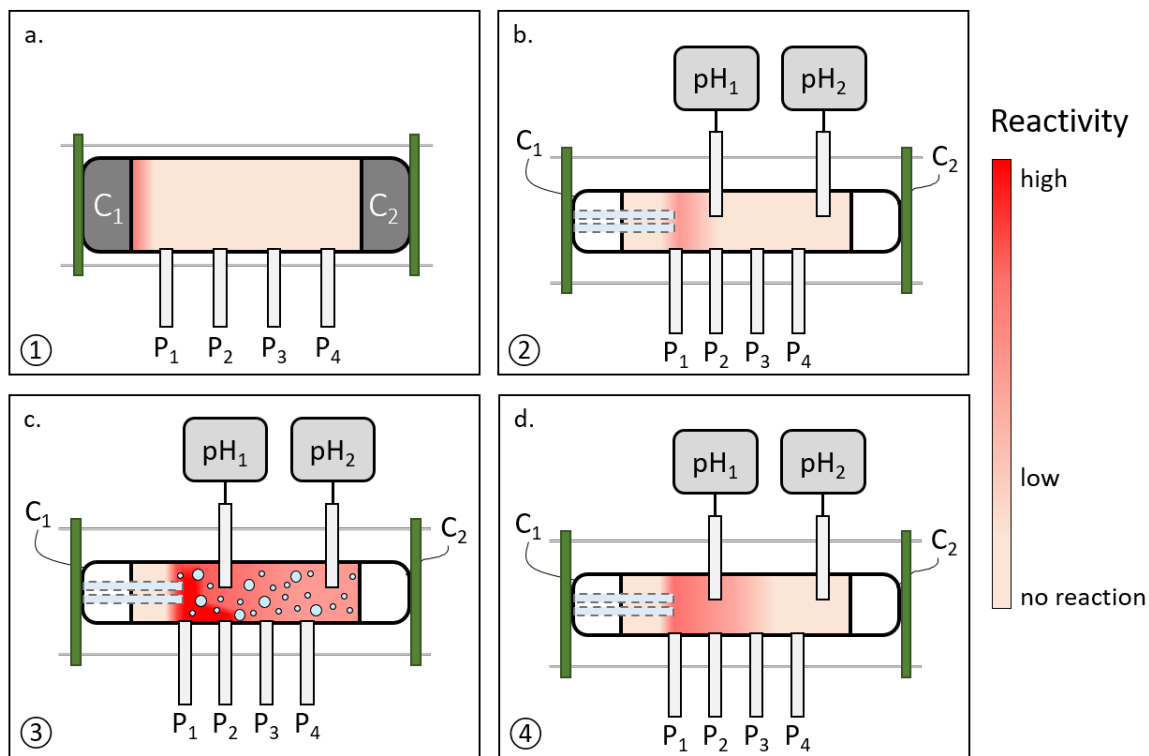 a.
C₁
C₂
P₁ P₂ P₃ P₄
①
b.
pH₁ pH₂
C₁
C₂
P₁ P₂ P₃ P₄
②
c.
pH₁ pH₂
C₁
C₂
P₁ P₂ P₃ P₄
③
d.
pH₁ pH₂
C₁
C₂
P₁ P₂ P₃ P₄
④
Reactivity
high
low
no reaction